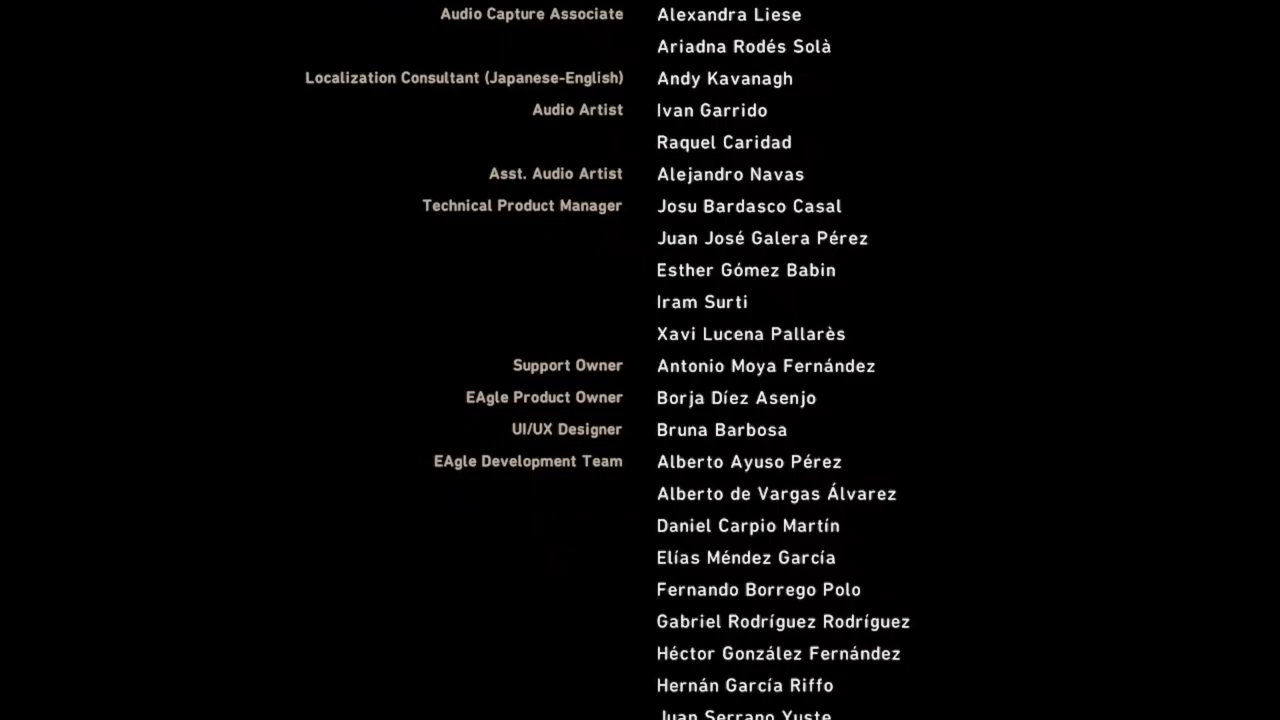 Audio Capture Associate Alexandra Liese
Ariadna Rodés Solà
Localization Consultant (Japanese-English) Andy Kavanagh
Audio Artist Ivan Garrido
Raquel Caridad
Asst. Audio Artist Alejandro Navas
Technical Product Manager Josu Bardasco Casal
Juan José Galera Pérez
Esther Gómez Babin
Iram Surti
Xavi Lucena Pallarès
Support Owner Antonio Moya Fernández
EAgle Product Owner Borja Díez Asenjo
UI/UX Designer Bruna Barbosa
EAgle Development Team Alberto Ayuso Pérez
Alberto de Vargas Álvarez
Daniel Carpio Martín
Elías Méndez García
Fernando Borrego Polo
Gabriel Rodríguez Rodríguez
Héctor González Fernández
Hernán García Riffo
Juan Serrano Yuste